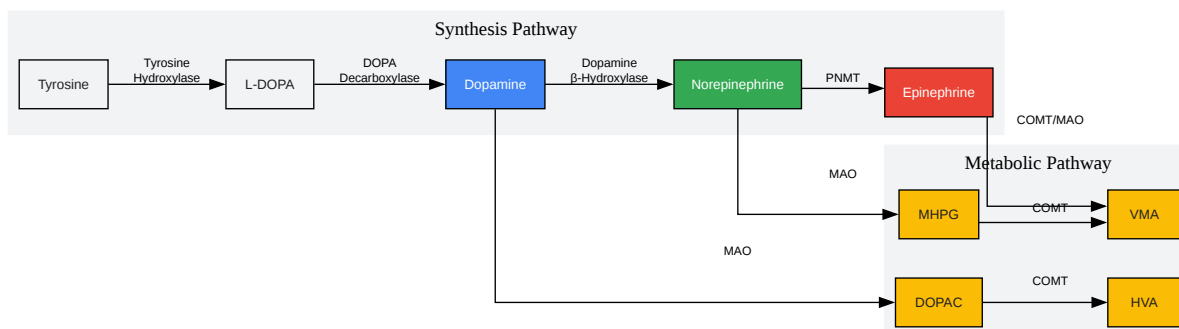 Synthesis Pathway
Tyrosine
Tyrosine
Hydroxylase
L-DOPA
DOPA
Decarboxylase
Dopamine
Dopamine
β-Hydroxylase
Norepinephrine
PNMT
Epinephrine
COMT/MAO
Metabolic Pathway
MAO
MHPG
COMT
VMA
MAO
DOPAC
COMT
HVA